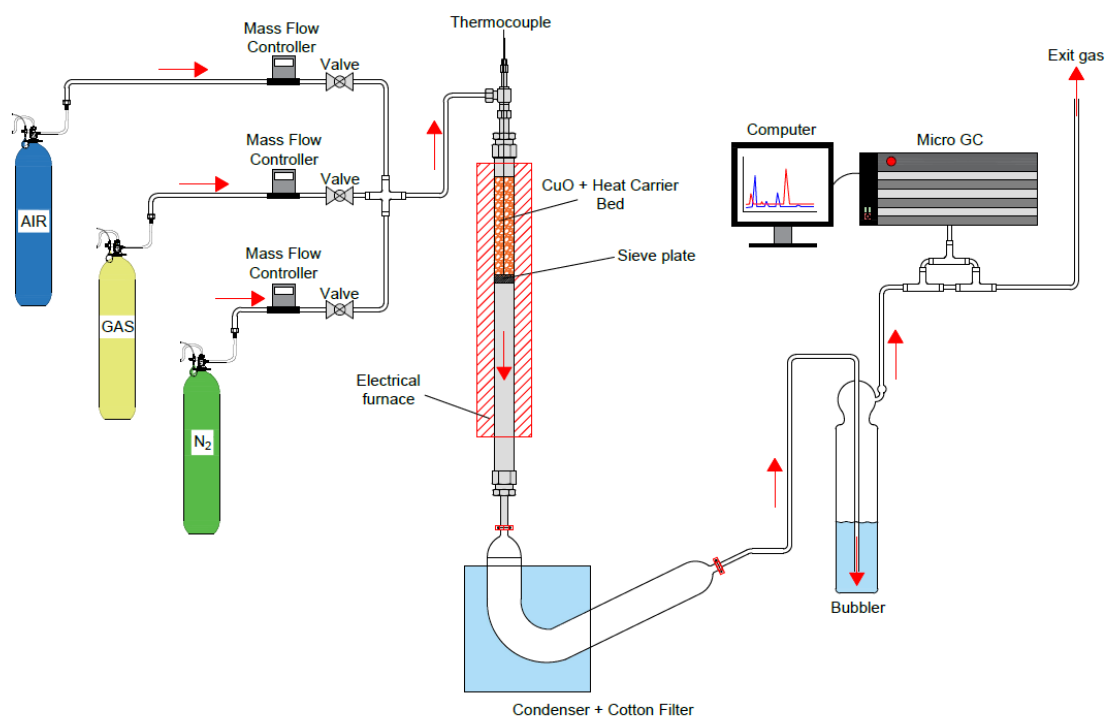 Thermocouple
Mass Flow
Controller
Valve
Exit gas
Mass Flow
Controller
Valve
Computer
Micro GC
AIR
CuO + Heat Carrier
Bed
Sieve plate
Mass Flow
Controller
Valve
GAS
Electrical
furnace
N2
Bubbler
Condenser + Cotton Filter